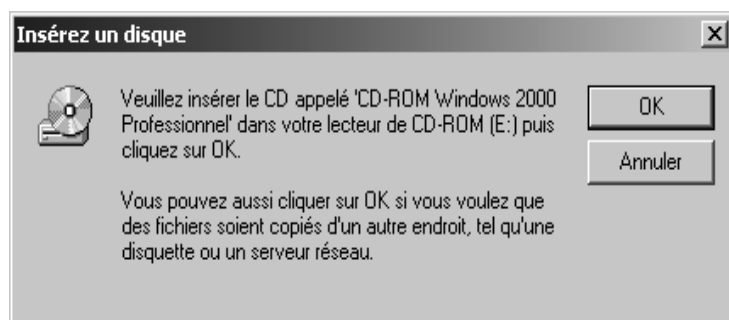 Insérez un disque
Veuillez insérer le CD appelé 'CD-ROM Windows 2000
Professionnel' dans votre lecteur de CD-ROM (E:) puis
cliquez sur OK.
Vous pouvez aussi cliquer sur OK si vous voulez que
des fichiers soient copiés d'un autre endroit, tel qu'une
disquette ou un serveur réseau.
OK
Annuler